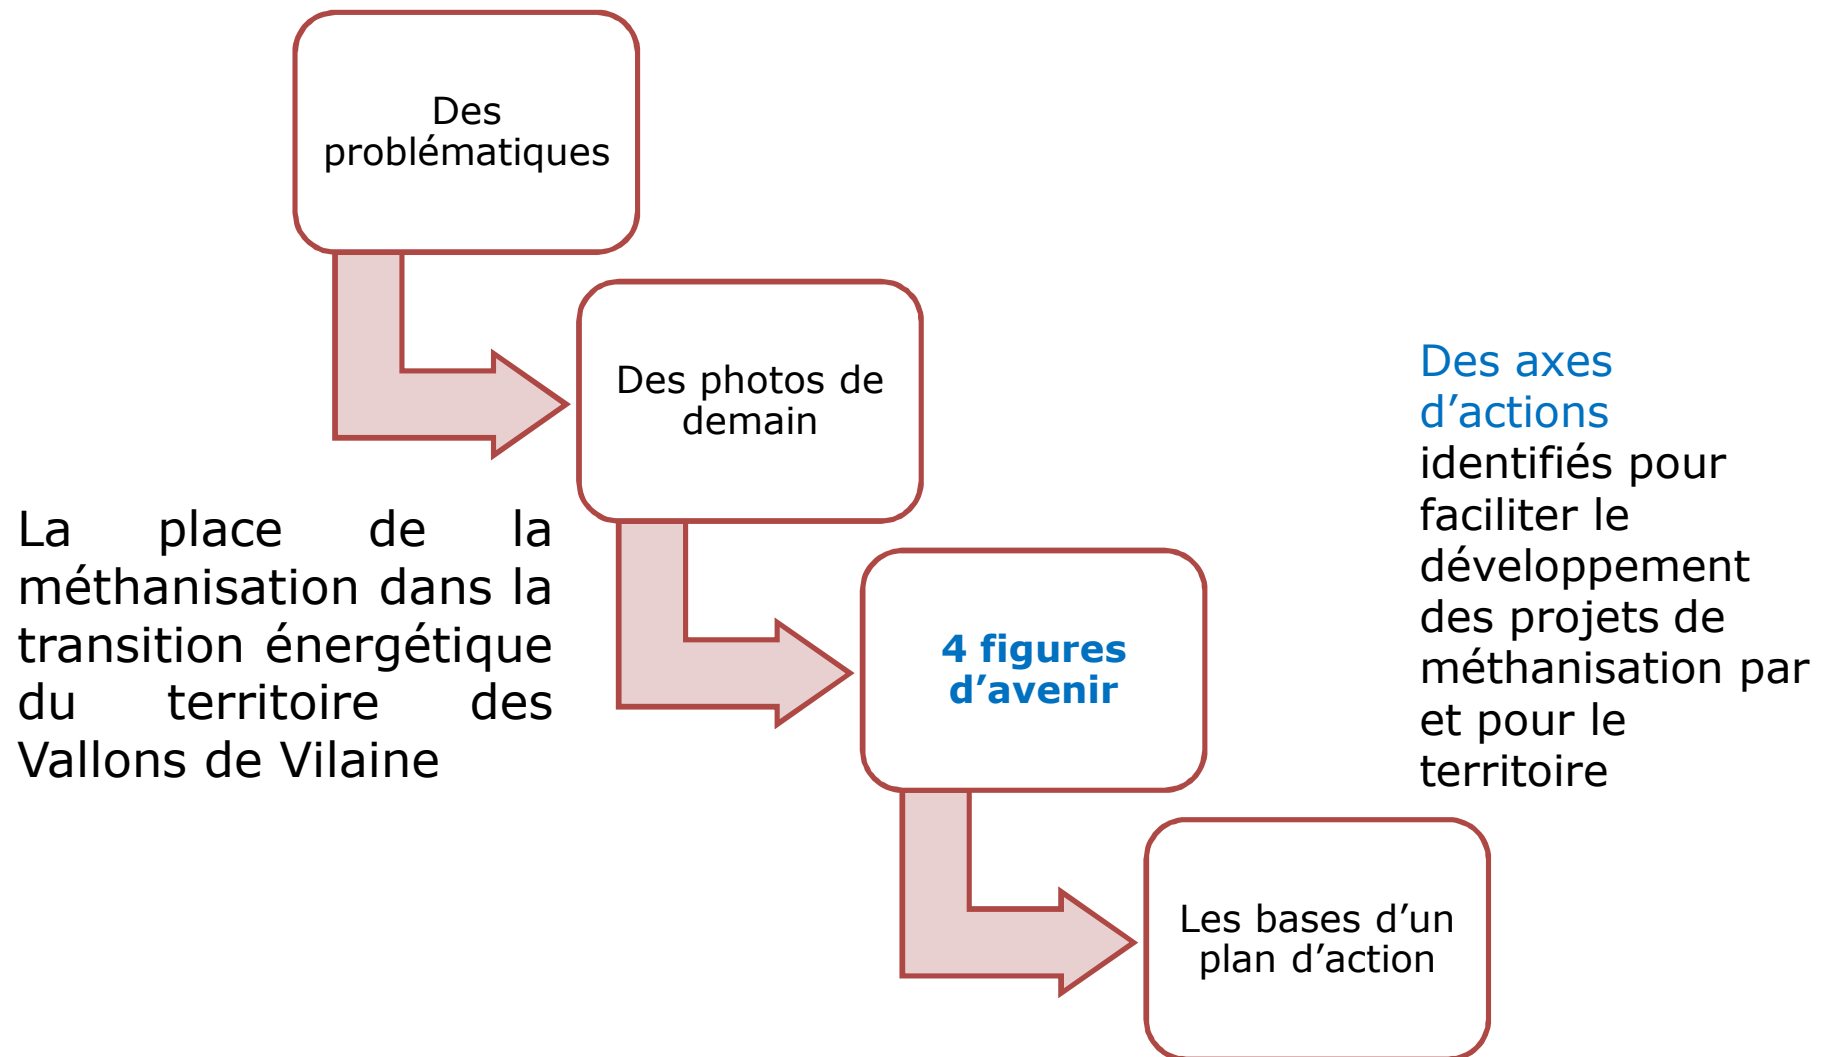 Des
problématiques
Des photos de
demain
La place de la
méthanisation dans la
transition énergétique
du territoire des
Vallons de Vilaine
4 figures
d’avenir
Des axes
d’actions
identifiés pour
faciliter le
développement
des projets de
méthanisation par
et pour le
territoire
Les bases d’un
plan d’action